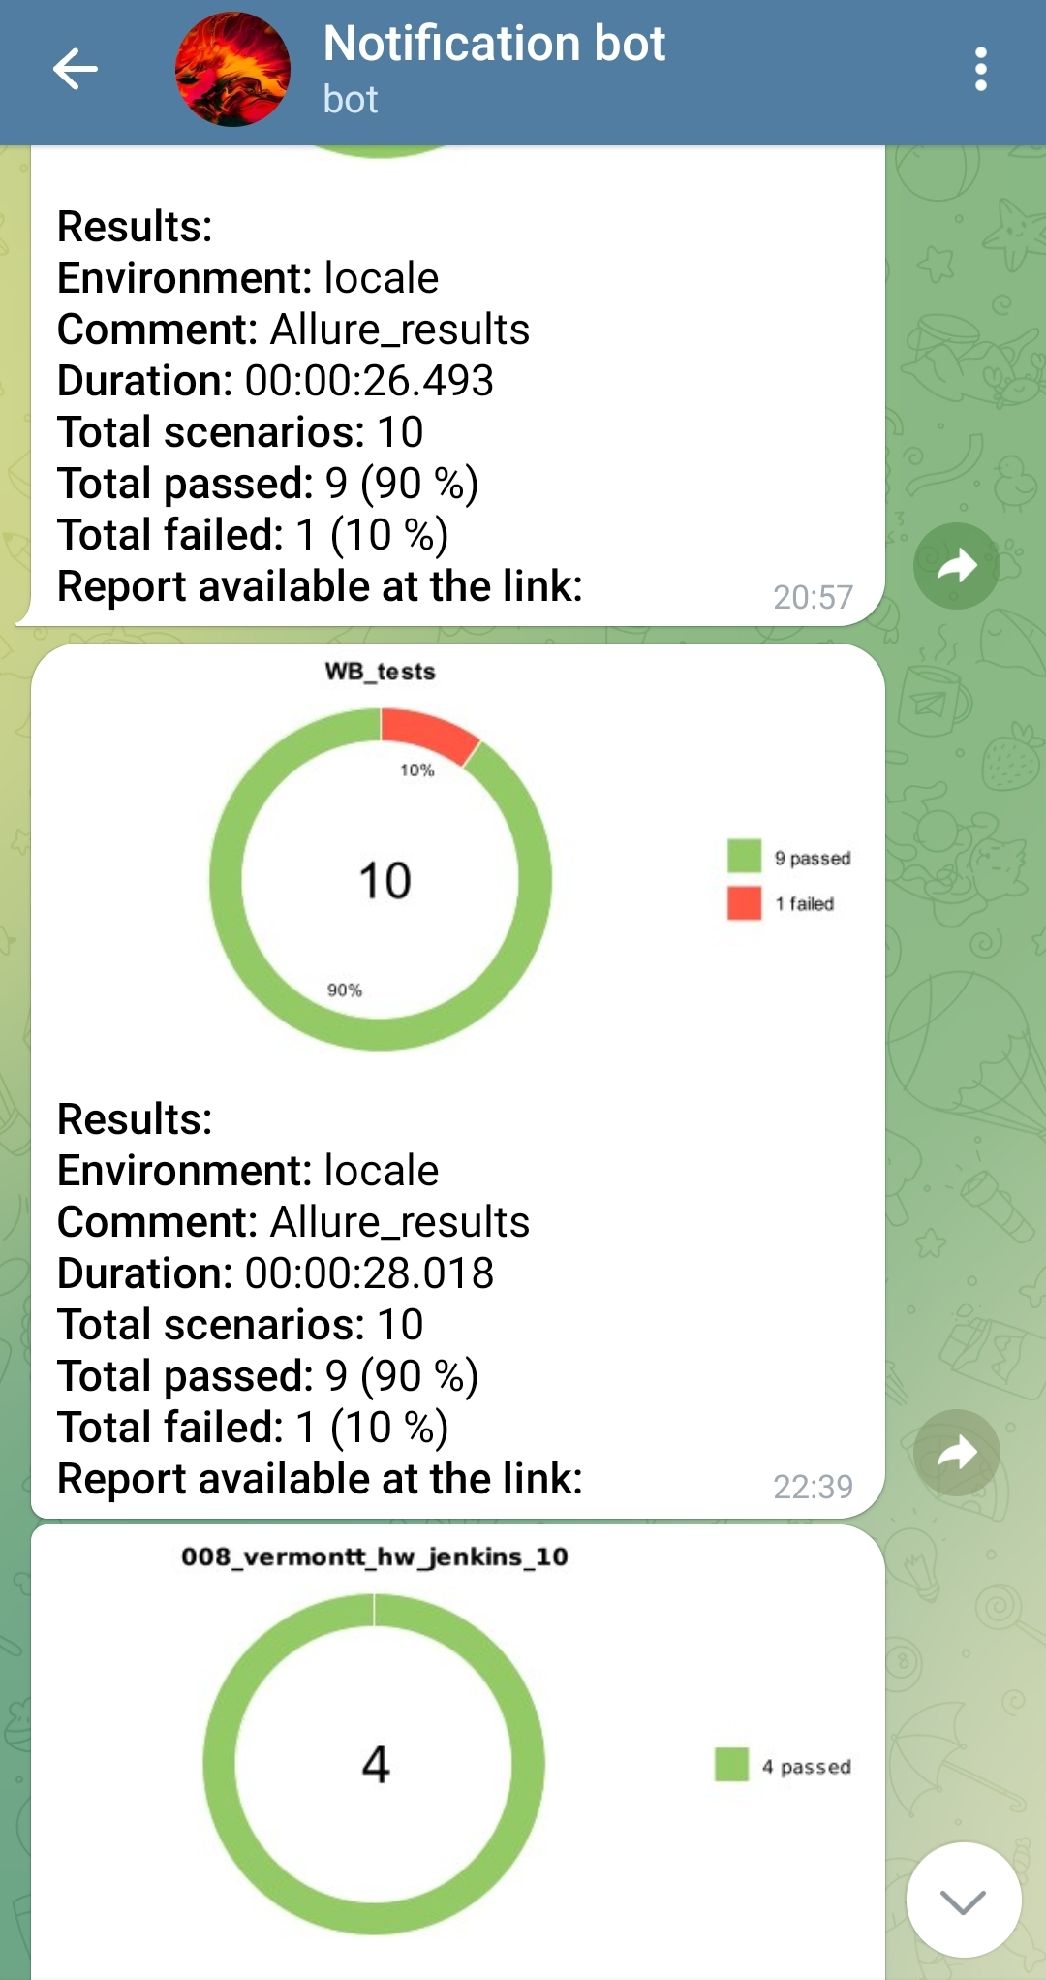 Notification bot
bot
Results:
Environment: locale
Comment: Allure_results
Duration: 00:00:26.493
Total scenarios: 10
Total passed: 9 (90 %)
Total failed: 1 (10 %)
Report available at the link:
20:57
WB_tests
10%
10
90%
9 passed
1 failed
Results:
Environment: locale
Comment: Allure_results
Duration: 00:00:28.018
Total scenarios: 10
Total passed: 9 (90 %)
Total failed: 1 (10 %)
Report available at the link:
22:39
008_vermontt_hw_jenkins_10
4
4 passed